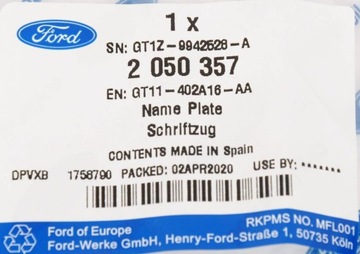 Ford
1 x
SN: GT1Z-9942528-A
2 050 357
EN: GT11-402A16-AA
Name Plate
Schriftzug
CONTENTS MADE IN Spain
DPVXB 1758790 PACKED: 02APR2020 USE BY: *******
RKPMS NO. MFL001
Ford of Europe
Ford-Werke GmbH, Henry-Ford-Straße 1, 50735 Köln